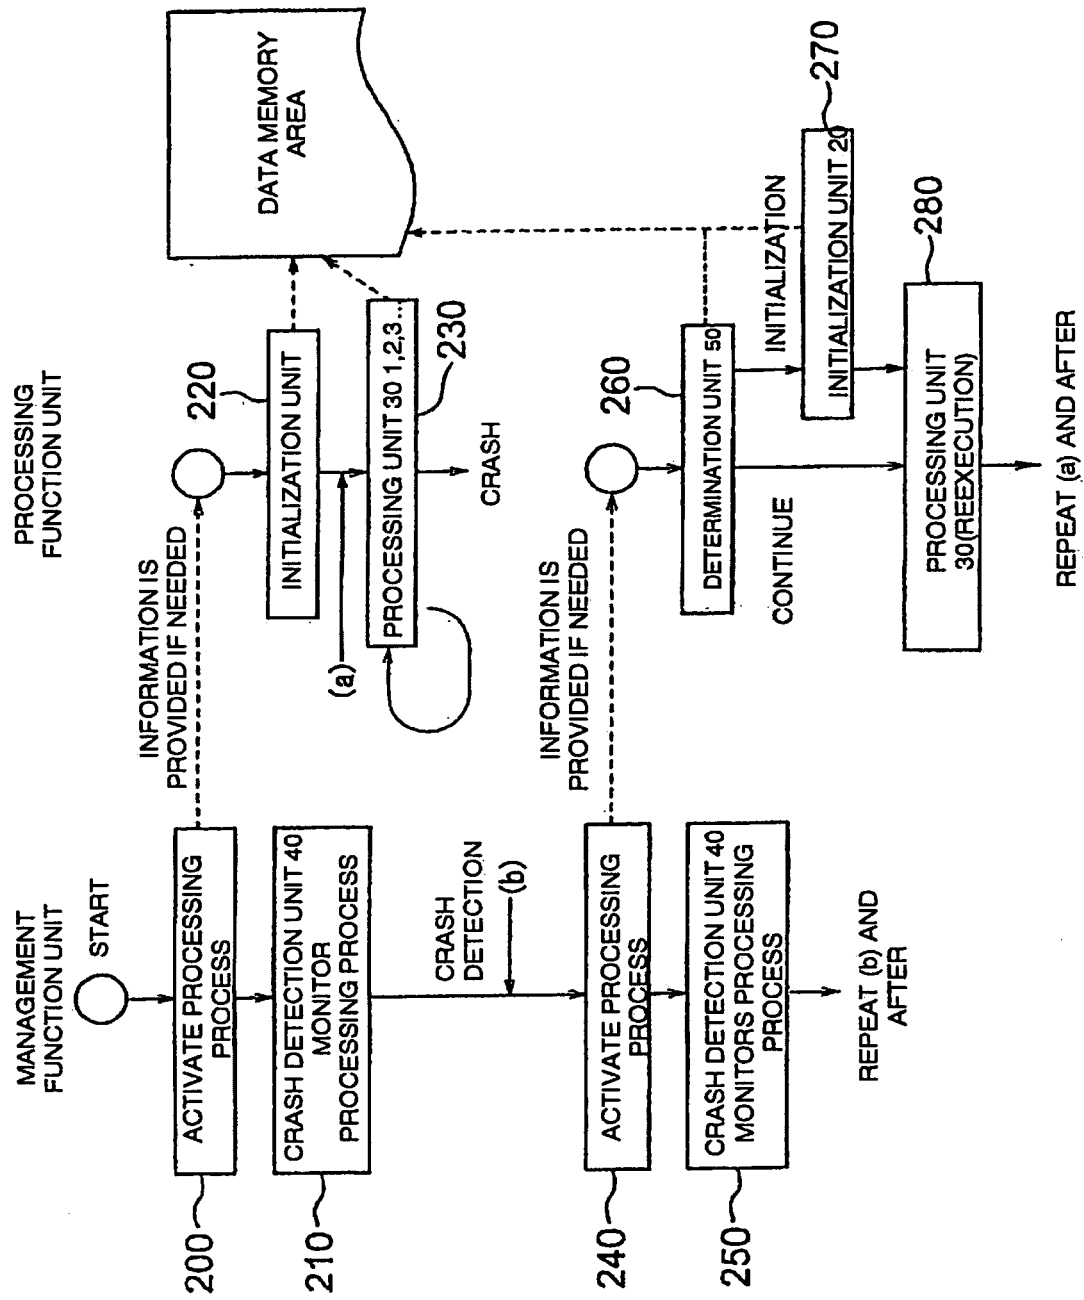 MANAGEMENT
FUNCTION UNIT
START
200
ACTIVATE PROCESSING
PROCESS
210
CRASH DETECTION UNIT 40
MONITOR
PROCESSING PROCESS
CRASH
DETECTION
(b)
240
ACTIVATE PROCESSING
PROCESS
250
CRASH DETECTION UNIT 40
MONITORS PROCESSING
PROCESS
REPEAT (b) AND
AFTER
INFORMATION IS
PROVIDED IF NEEDED
INFORMATION IS
PROVIDED IF NEEDED
PROCESSING
FUNCTION UNIT
220
INITIALIZATION UNIT
(a)
PROCESSING UNIT 30 1,2,3...
230
CRASH
260
DETERMINATION UNIT 50
CONTINUE
INITIALIZATION
INITIALIZATION UNIT 20
270
PROCESSING UNIT
30(REEXECUTION)
280
REPEAT (a) AND AFTER
DATA MEMORY
AREA